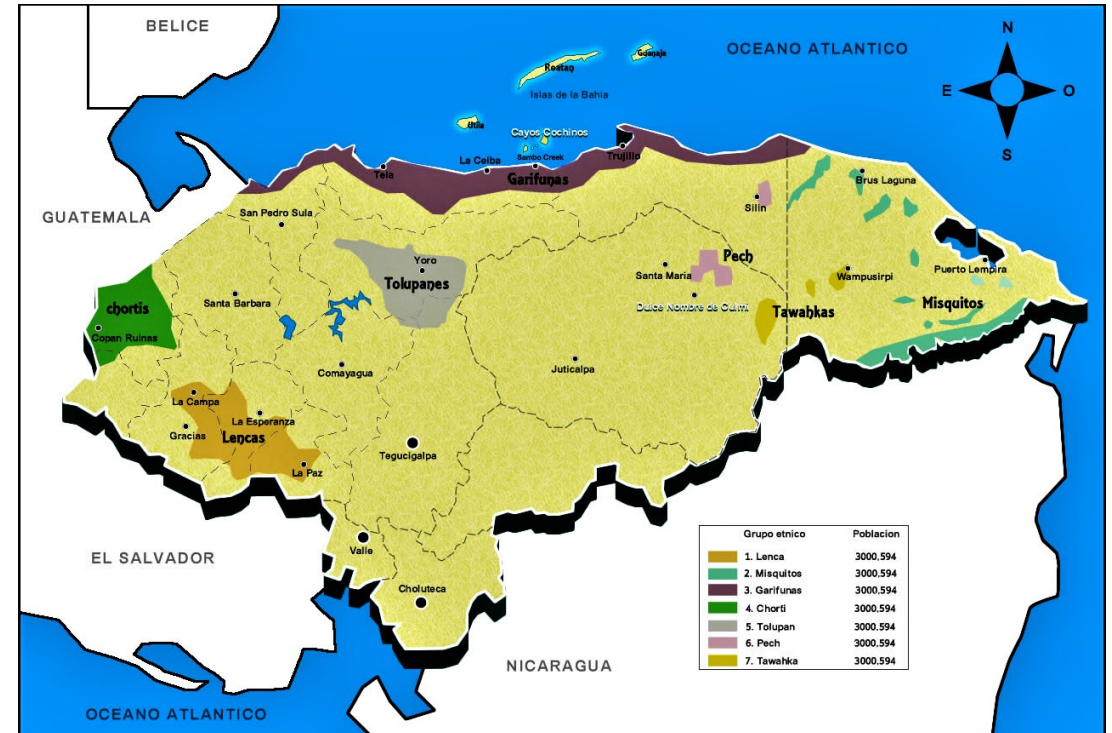 BELICE
OCEANO ATLANTICO
N
E
O
S
Guanaja
Roatan
Islas de la Bahia
Utila
Cayos Cochinos
La Ceiba
Sambo Creek
Trujillo
Tela
Garifunas
GUATEMALA
San Pedro Sula
Silin
Brus Laguna
Yoro
Tolupanes
Santa Maria
Pech
Wampusirpi
Puerto Lempira
Santa Barbara
chortis
Dulce Nombre de Culmi
Tawahkas
Misquitos
Copan Ruinas
Comayagua
Juticalpa
La Campa
La Esperanza
Gracias
Lencas
Tegucigalpa
La Paz
EL SALVADOR
Valle
Choluteca
NICARAGUA
OCEANO ATLANTICO
Grupo etnico Poblacion
1. Lenca 3000,594
2. Misquitos 3000,594
3. Garifunas 3000,594
4. Chorti 3000,594
5. Tolupan 3000,594
6. Pech 3000,594
7. Tawahka 3000,594